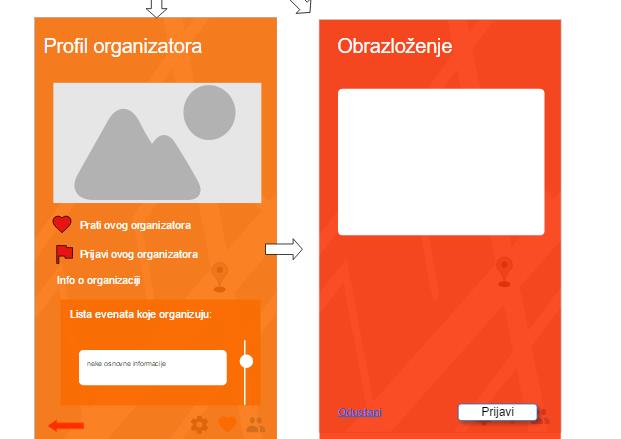 Profil organizatora
Prati ovog organizatora
Prijavi ovog organizatora
Info o organizaciji
Lista evenata koje organizuju:
neke osnovne informacije
Obrazloženje
Odustani
Prijavi